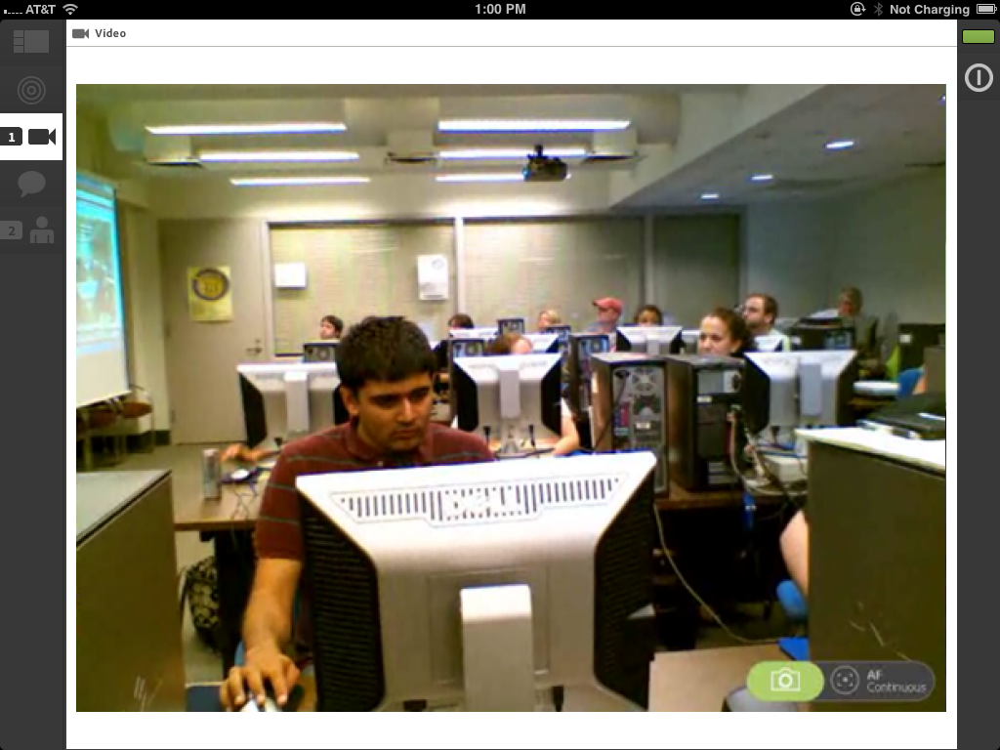 AT&T
1:00 PM
Not Charging
Video
1
2
AF
Continuous